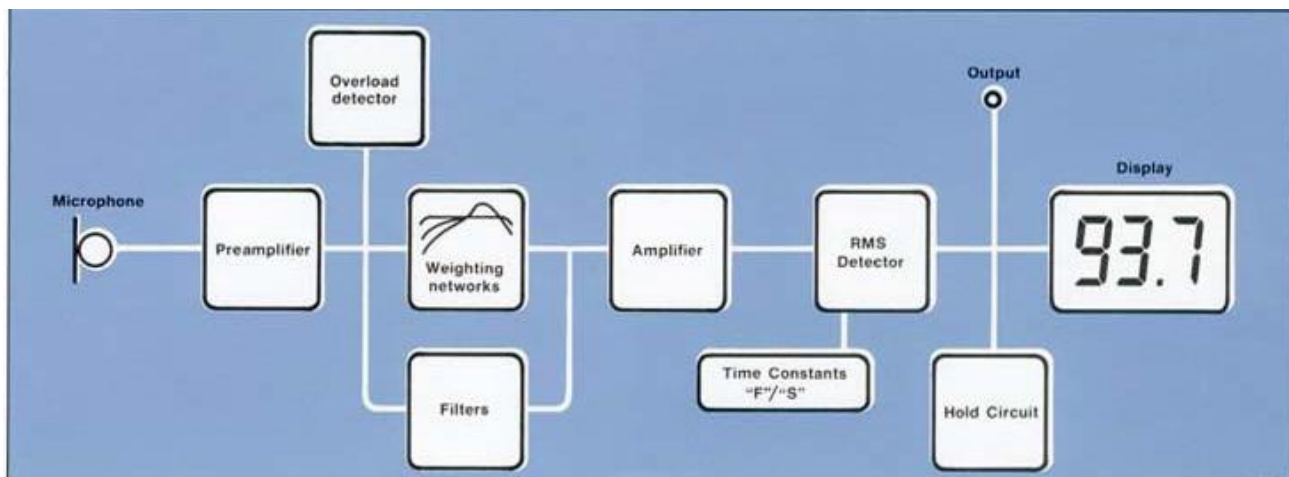 Overload
detector
Output
Display
Microphone
Preamplifier
Weighting
networks
Amplifier
RMS
Detector
93.7
Filters
Time Constants
“F”/“S”
Hold Circuit